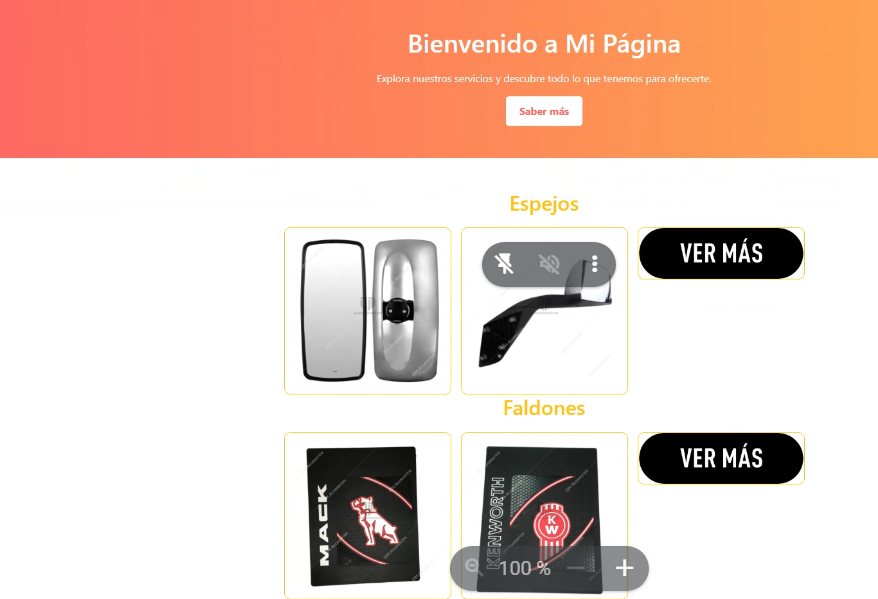 Bienvenido a Mi Página
Explora nuestros servicios y descubre todo lo que tenemos para ofrecerte.
Saber más
Espejos
VER MÁS
Faldones
VER MÁS
MACK
KENWORTH
KW
100 %